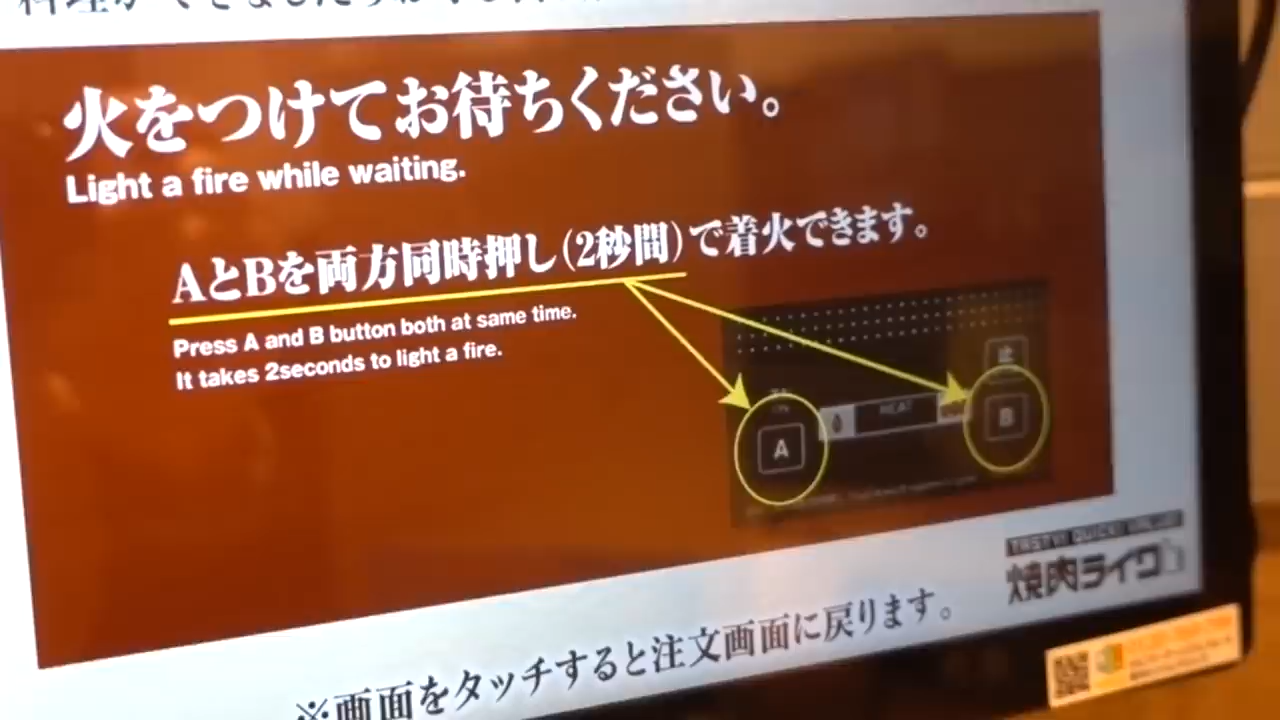 火をつけてお待ちください。
Light a fire while waiting.
AとBを両方同時押し(2秒間)で着火できます。
Press A and B button both at same time.
It takes 2seconds to light a fire.
A
HEAT
B
TASTY! QUICK! VALUE!
焼肉ライク
※画面をタッチすると注文画面に戻ります。